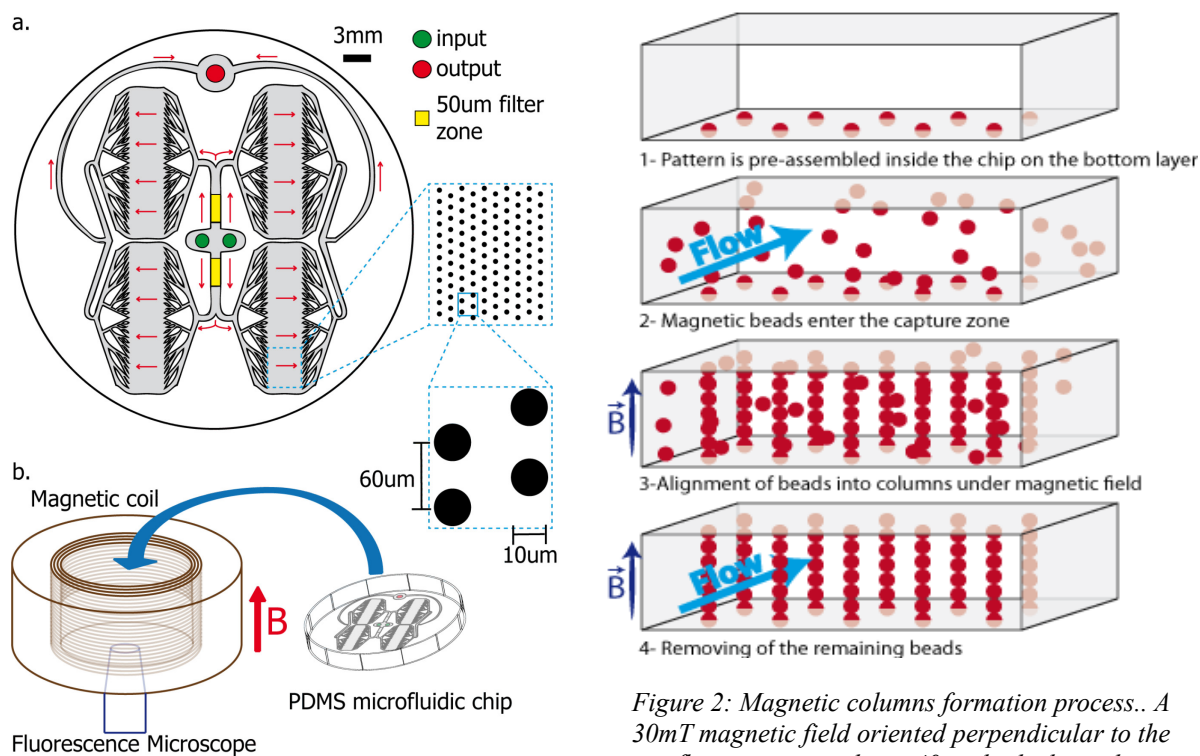 a.
3mm
input
output
50um filter
zone
60um
10um
b.
Magnetic coil
B
PDMS microfluidic chip
Fluorescence Microscope
1- Pattern is pre-assembled inside the chip on the bottom layer
Flow
2- Magnetic beads enter the capture zone
B
3-Alignment of beads into columns under magnetic field
B
Flow
4- Removing of the remaining beads
Figure 2: Magnetic columns formation process.. A
30mT magnetic field oriented perpendicular to the